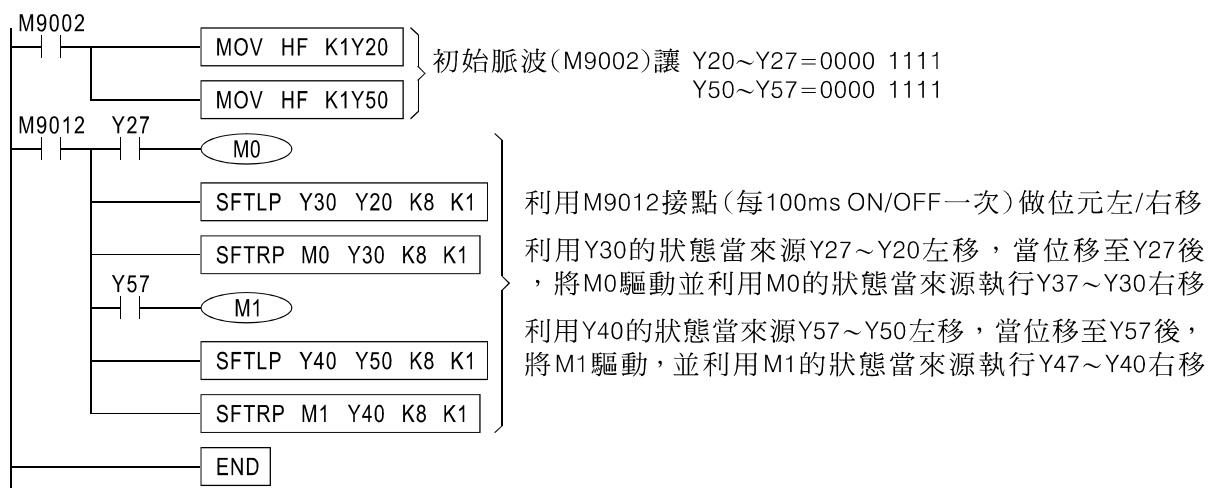 M9002
MOV HF K1Y20
MOV HF K1Y50
初始脈波(M9002)讓 Y20~Y27=0000 1111
Y50~Y57=0000 1111
M9012 Y27
M0
SFTLP Y30 Y20 K8 K1
SFTRP M0 Y30 K8 K1
Y57
M1
SFTLP Y40 Y50 K8 K1
SFTRP M1 Y40 K8 K1
END
利用M9012接點(每100ms ON/OFF一次)做位元左/右移
利用Y30的狀態當來源Y27~Y20左移，當位移至Y27後
，將M0驅動並利用M0的狀態當來源執行Y37~Y30右移
利用Y40的狀態當來源Y57~Y50左移，當位移至Y57後，
將M1驅動，並利用M1的狀態當來源執行Y47~Y40右移